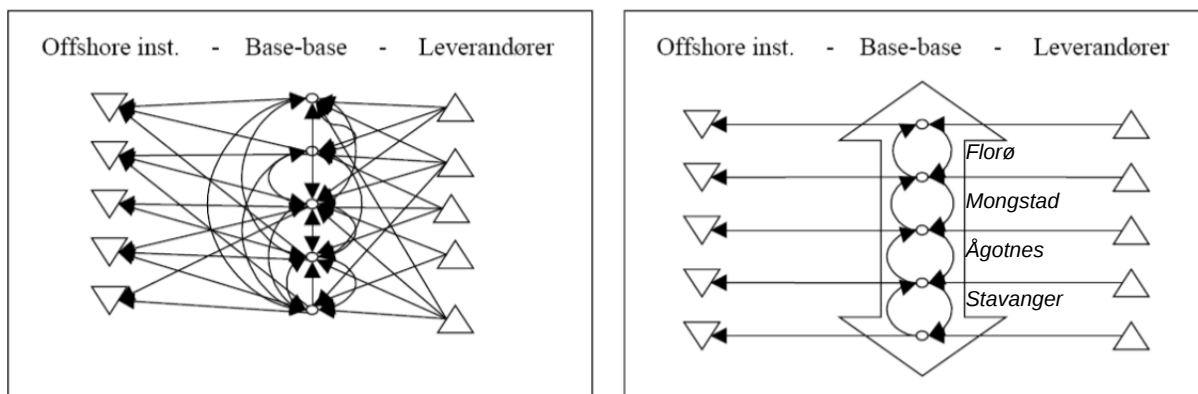 Offshore inst. - Base-base - Leverandører
Offshore inst. - Base-base - Leverandører
Florø
Mongstad
Ågotnes
Stavanger